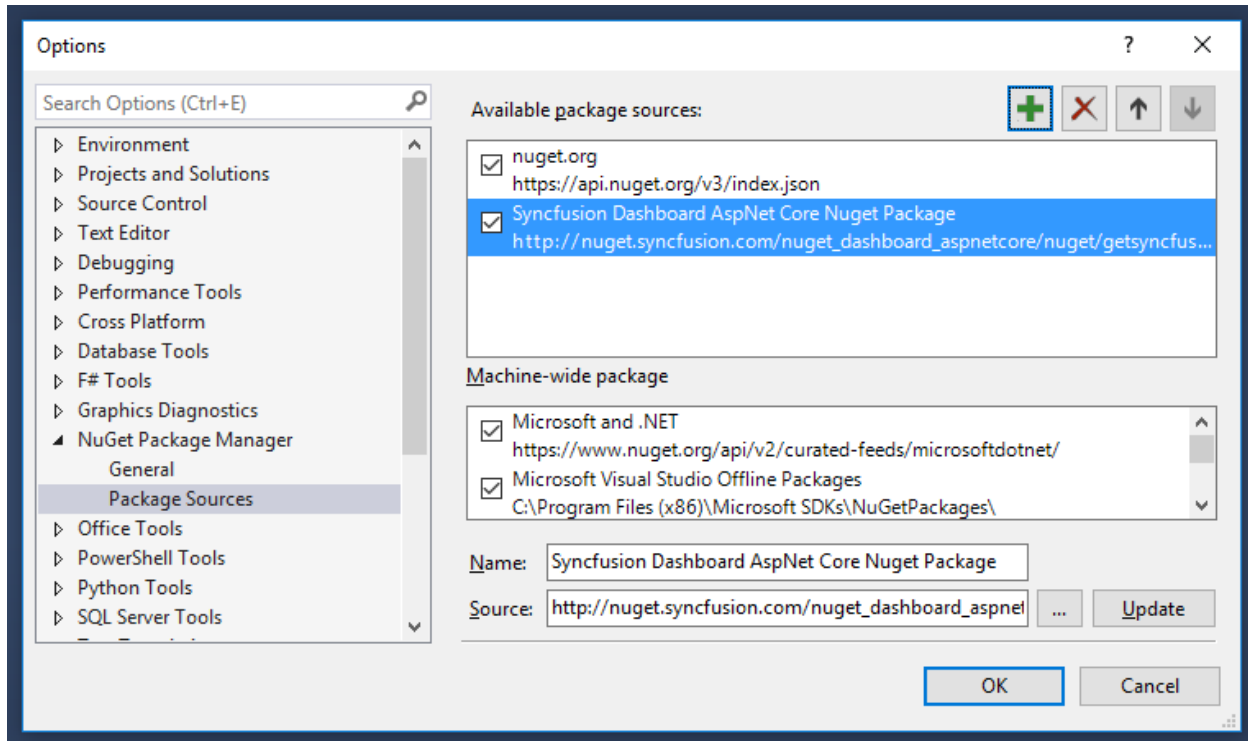 Options
?
Search Options (Ctrl+E)
Environment
Projects and Solutions
Source Control
Text Editor
Debugging
Performance Tools
Cross Platform
Database Tools
F# Tools
Graphics Diagnostics
NuGet Package Manager
General
Package Sources
Office Tools
PowerShell Tools
Python Tools
SQL Server Tools
Available package sources:
nuget.org
https://api.nuget.org/v3/index.json
Syncfusion Dashboard AspNet Core Nuget Package
http://nuget.syncfusion.com/nuget_dashboard_aspnetcore/nuget/getsyncfus...
Machine-wide package
Microsoft and .NET
https://www.nuget.org/api/v2/curated-feeds/microsoftdotnet/
Microsoft Visual Studio Offline Packages
C:\Program Files (x86)\Microsoft SDKs\NuGetPackages\
Name: Syncfusion Dashboard AspNet Core Nuget Package
Source: http://nuget.syncfusion.com/nuget_dashboard_aspnet ... Update
OK Cancel